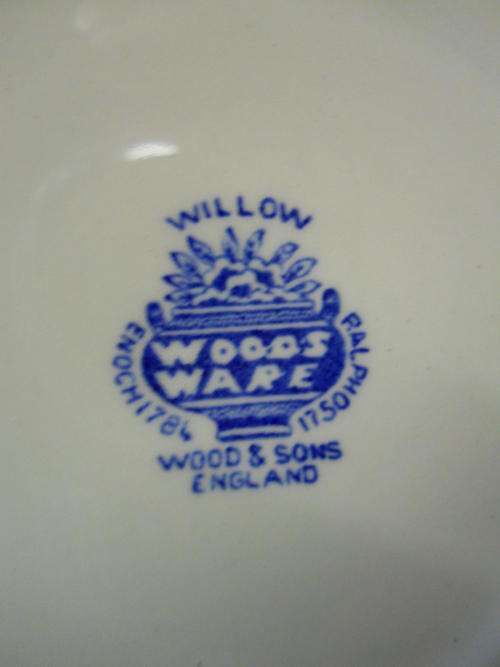 WILLOW
WOODS
WARE
ENOCH 1784
RALPH 1750
WOOD & SONS
ENGLAND